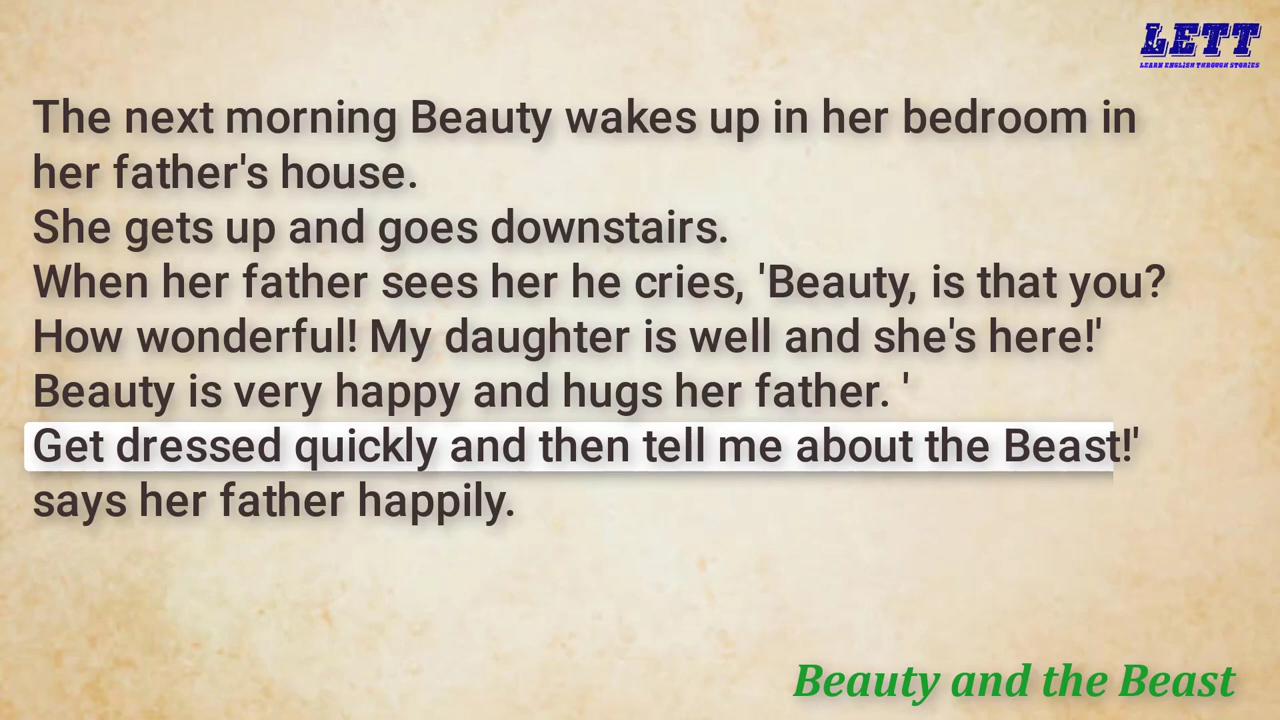 LETT
LEARN ENGLISH THROUGH STORIES
The next morning Beauty wakes up in her bedroom in
her father's house.
She gets up and goes downstairs.
When her father sees her he cries, 'Beauty, is that you?
How wonderful! My daughter is well and she's here!'
Beauty is very happy and hugs her father. '
Get dressed quickly and then tell me about the Beast!'
says her father happily.
Beauty and the Beast